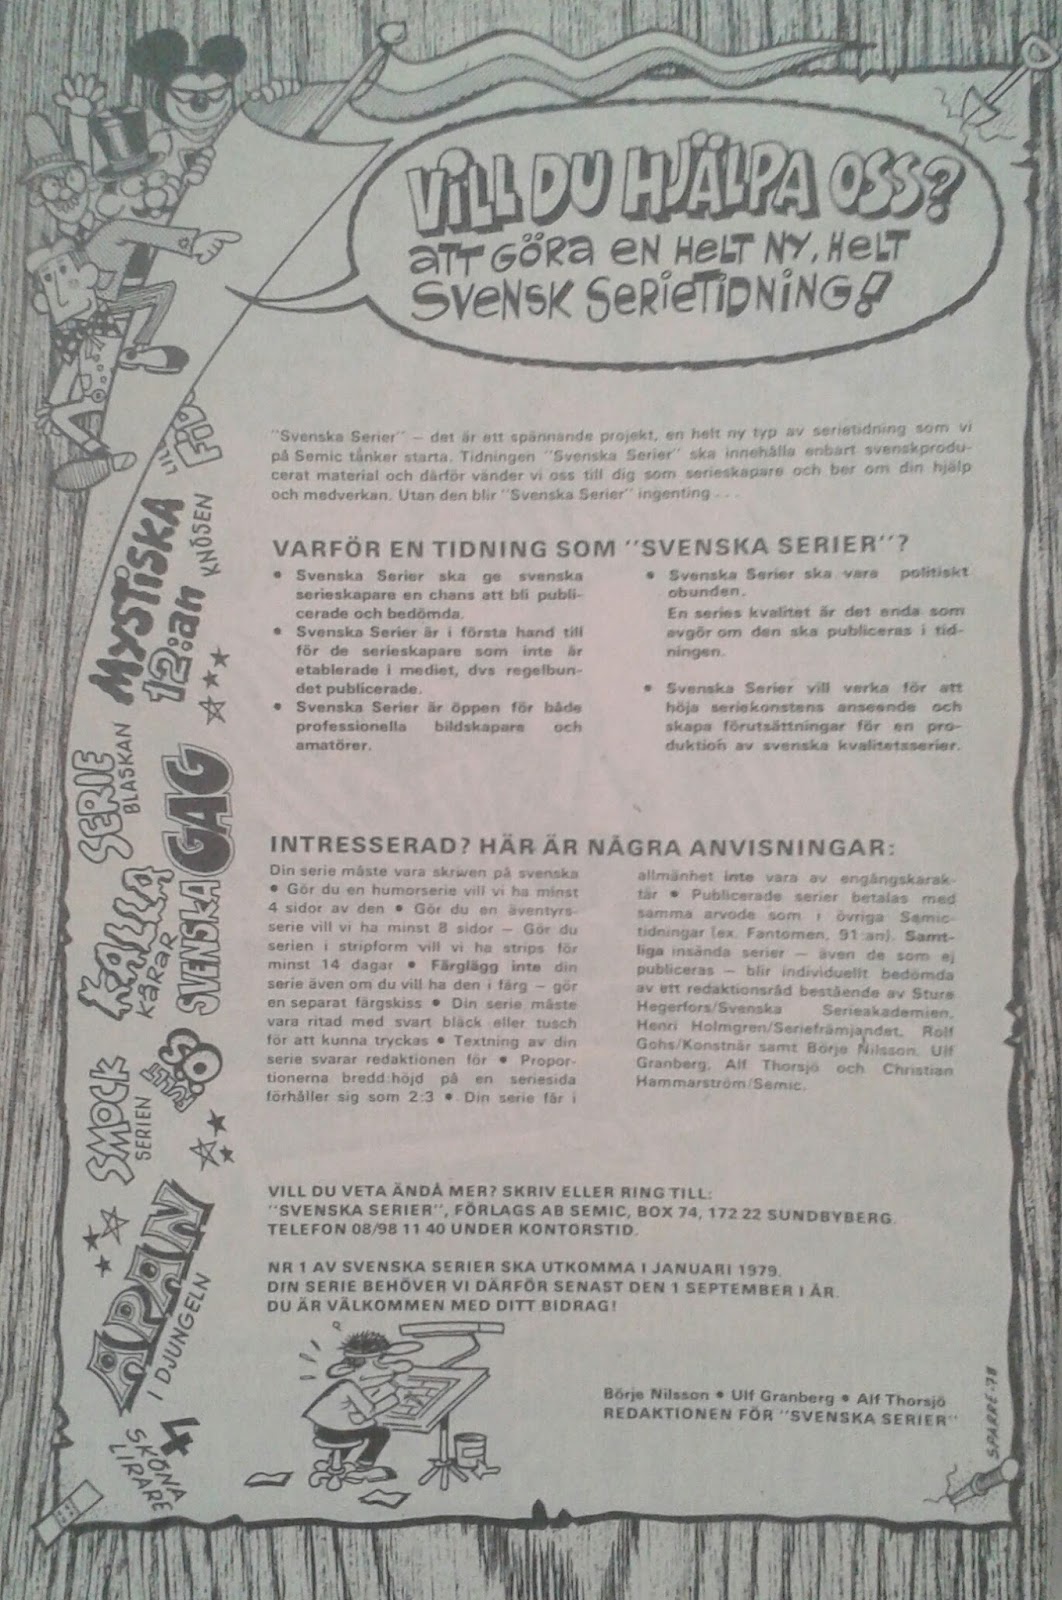 VILL DU HJÄLPA OSS?
ATT GÖRA EN HELT NY, HELT
SVENSK SERIETIDNING!
"Svenska Serier" – det är ett spännande projekt, en helt ny typ av serietidning som vi
på Semic tänker starta. Tidningen "Svenska Serier" ska innehålla enbart svenskprodu-
cerat material och därför vänder vi oss till dig som serieskapare och ber om din hjälp
och medverkan. Utan den blir "Svenska Serier" ingenting . . .
VARFÖR EN TIDNING SOM "SVENSKA SERIER"?
• Svenska Serier ska ge svenska
serieskapare en chans att bli publi-
cerade och bedömda.
• Svenska Serier är i första hand till
för de serieskapare som inte är
etablerade i mediet, dvs regelbun-
det publicerade.
• Svenska Serier är öppen för både
professionella bildskapare och
amatörer.
• Svenska Serier ska vara politiskt
obunden.
En series kvalitet är det enda som
avgör om den ska publiceras i tid-
ningen.
• Svenska Serier vill verka för att
höja seriekonstens anseende och
skapa förutsättningar för en pro-
duktion av svenska kvalitetsserier.
INTRESSERAD? HÄR ÄR NÅGRA ANVISNINGAR:
Din serie måste vara skriven på svenska
• Gör du en humorserie vill vi ha minst
4 sidor av den • Gör du en äventyrs-
serie vill vi ha minst 8 sidor – Gör du
serien i stripform vill vi ha strips för
minst 14 dagar • Färglägg inte din
serie även om du vill ha den i färg – gör
en separat färgskiss • Din serie måste
vara ritad med svart bläck eller tusch
för att kunna tryckas • Textning av din
serie svarar redaktionen för • Propor-
tionerna bredd:höjd på en seriesida
förhåller sig som 2:3 • Din serie får i
allmänhet inte vara av engångskarak-
tär • Publicerade serier betalas med
samma arvode som i övriga Semic-
tidningar (ex. Fantomen, 91:an). Samt-
liga insända serier – även de som ej
publiceras – blir individuellt bedömda
av ett redaktionsråd bestående av Sture
Hegerfors/Svenska Serieakademien,
Henri Holmgren/Seriefrämjandet, Rolf
Gohs/Konstnär samt Börje Nilsson, Ulf
Granberg, Alf Thorsjö och Christian
Hammarström/Semic.
VILL DU VETA ÄNDÅ MER? SKRIV ELLER RING TILL:
"SVENSKA SERIER", FÖRLAGS AB SEMIC, BOX 74, 172 22 SUNDBYBERG.
TELEFON 08/98 11 40 UNDER KONTORSTID.
NR 1 AV SVENSKA SERIER SKA UTKOMMA I JANUARI 1979.
DIN SERIE BEHÖVER VI DÄRFÖR SENAST DEN 1 SEPTEMBER I ÅR.
DU ÄR VÄLKOMMEN MED DITT BIDRAG!
Börje Nilsson • Ulf Granberg • Alf Thorsjö
REDAKTIONEN FÖR "SVENSKA SERIER"
SPARRE-78
MYSTISKA
12:an
KNÖSEN
SERIE
BLASKAN
SVENSKA GAG
KALLA
KÅRAR
SMOCK
SERIEN
APAN
I DJUNGELN
4
SKÖNA
LIRARE